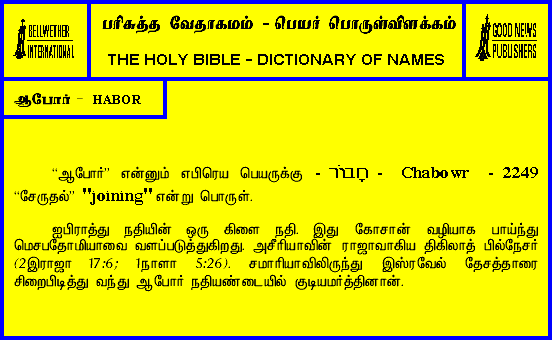 BELLWETHER
INTERNATIONAL
பரிசுத்த வேதாகமம் - பெயர் பொருள்விளக்கம்
THE HOLY BIBLE - DICTIONARY OF NAMES
GOOD NEWS
PUBLISHERS
ஆபோர் - HABOR
“ஆபோர்” என்னும் எபிரெய பெயருக்கு - חָבוֹר - Chabowr - 2249
“சேருதல்” "joining" என்று பொருள்.
ஐபிராத்து நதியின் ஒரு கிளை நதி. இது கோசான் வழியாக பாய்ந்து
மெசபதோமியாவை வளப்படுத்துகிறது. அசீரியாவின் ராஜாவாகிய திகிலாத் பில்நேசர்
(2இராஜா 17:6; 1நாளா 5:26). சமாரியாவிலிருந்து இஸ்ரவேல் தேசத்தாரை
சிறைபிடித்து வந்து ஆபோர் நதியண்டையில் குடியமர்த்தினான்.